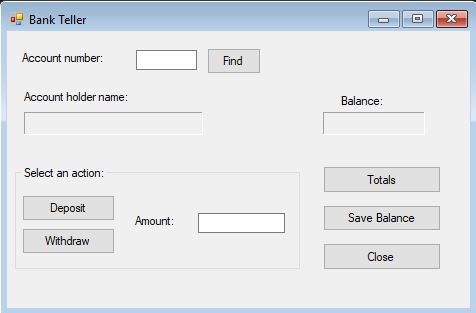 Bank Teller
Account number: Find
Account holder name: Balance:
Select an action:
Totals
Deposit
Amount:
Save Balance
Withdraw
Close